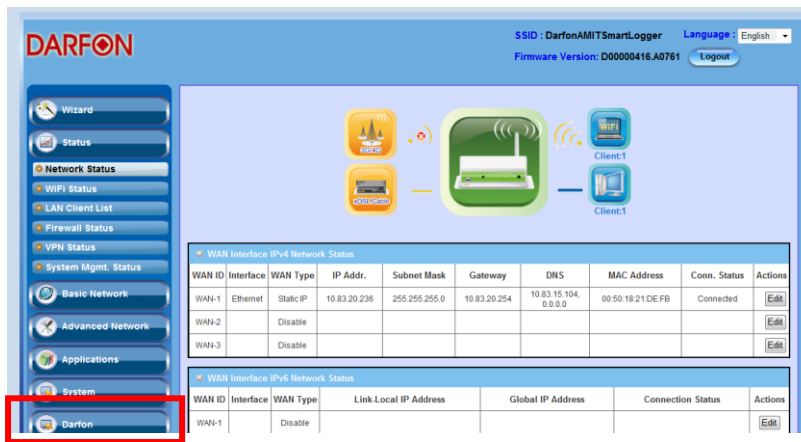 DARFON
SSID : DarfonAMITSmartLogger
Language : English
Firmware Version: D00000416.A0761
Logout
Wizard
Status
Network Status
WiFi Status
LAN Client List
Firewall Status
VPN Status
System Mgmt. Status
Basic Network
Advanced Network
Applications
System
Darfon
3G/4G
WiFi
Client:1
xDSL/Cable
Client:1
WAN Interface IPv4 Network Status
WAN ID Interface WAN Type IP Addr. Subnet Mask Gateway DNS MAC Address Conn. Status Actions
WAN-1 Ethernet Static IP 10.83.20.236 255.255.255.0 10.83.20.254 10.83.15.104, 0.0.0.0 00:50:18:21:DE:FB Connected Edit
WAN-2 Disable Edit
WAN-3 Disable Edit
WAN Interface IPv6 Network Status
WAN ID Interface WAN Type Link-Local IP Address Global IP Address Connection Status Actions
WAN-1 Disable Edit